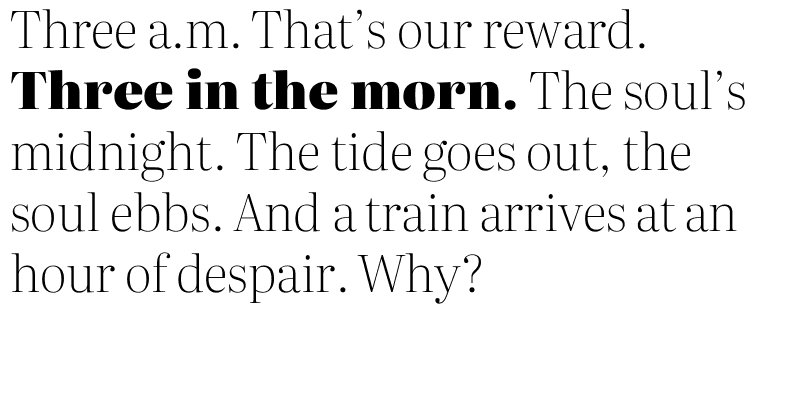 Three a.m. That’s our reward.
Three in the morn. The soul’s
midnight. The tide goes out, the
soul ebbs. And a train arrives at an
hour of despair. Why?